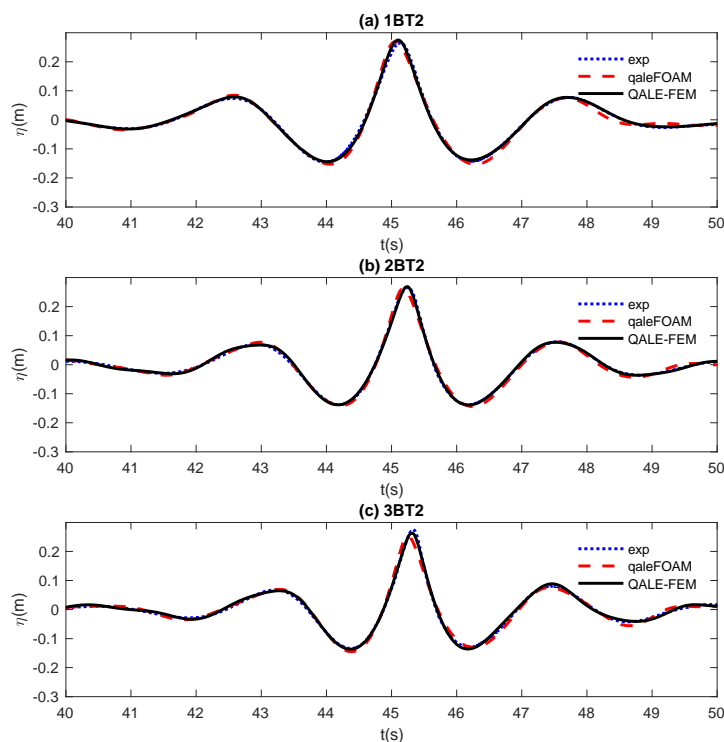 (a) 1BT2
0.2
0.1
0
-0.1
-0.2
-0.3
η(m)
exp
qaleFOAM
QALE-FEM
40 41 42 43 44 45 46 47 48 49 50
t(s)
(b) 2BT2
0.2
0.1
0
-0.1
-0.2
-0.3
η(m)
exp
qaleFOAM
QALE-FEM
40 41 42 43 44 45 46 47 48 49 50
t(s)
(c) 3BT2
0.2
0.1
0
-0.1
-0.2
-0.3
η(m)
exp
qaleFOAM
QALE-FEM
40 41 42 43 44 45 46 47 48 49 50
t(s)